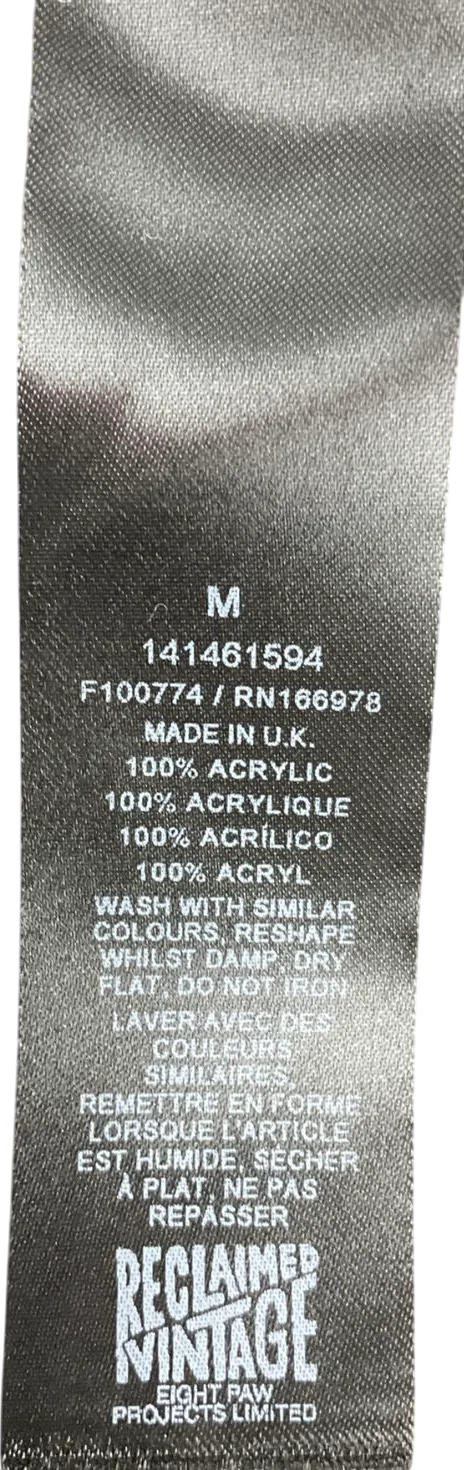 M
141461594
F100774 / RN166978
MADE IN U.K.
100% ACRYLIC
100% ACRYLIQUE
100% ACRÍLICO
100% ACRYL
WASH WITH SIMILAR
COLOURS, RESHAPE
WHILST DAMP, DRY
FLAT, DO NOT IRON
LAVER AVEC DES
COULEURS
SIMILAIRES,
REMETTRE EN FORME
LORSQUE L'ARTICLE
EST HUMIDE, SÉCHER
À PLAT, NE PAS
REPASSER
RECLAIMED
VINTAGE
EIGHT PAW
PROJECTS LIMITED